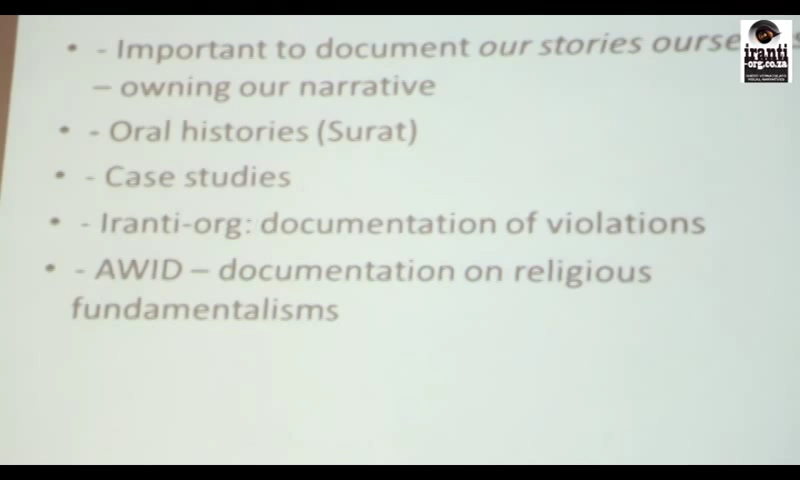 • - Important to document our stories ourse
– owning our narrative
• - Oral histories (Surat)
• - Case studies
• - Iranti-org: documentation of violations
• - AWID – documentation on religious
fundamentalisms
iranti
-org.co.za